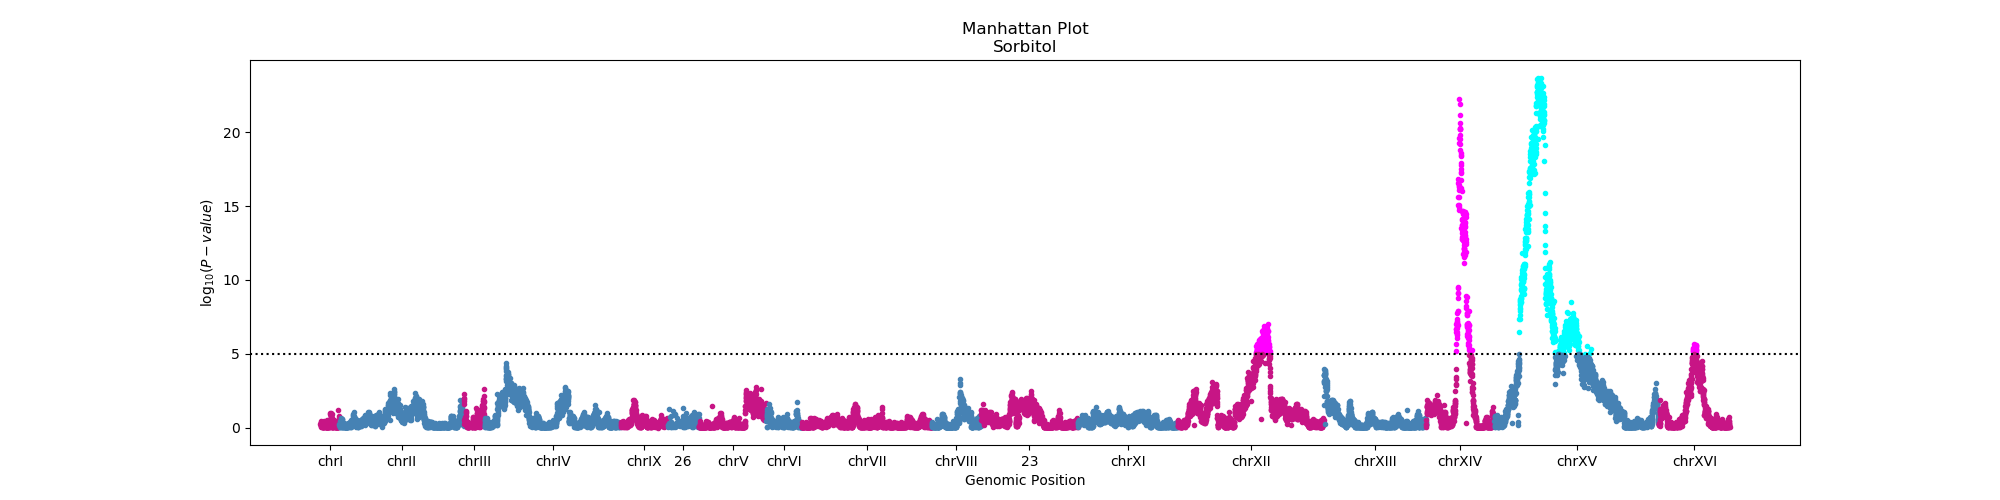 Manhattan Plot
Sorbitol
log10(P − value)
20
15
10
5
0
chrI chrII chrIII chrIV chrIX 26 chrV chrVI chrVII chrVIII 23 chrXI chrXII chrXIII chrXIV chrXV chrXVI
Genomic Position